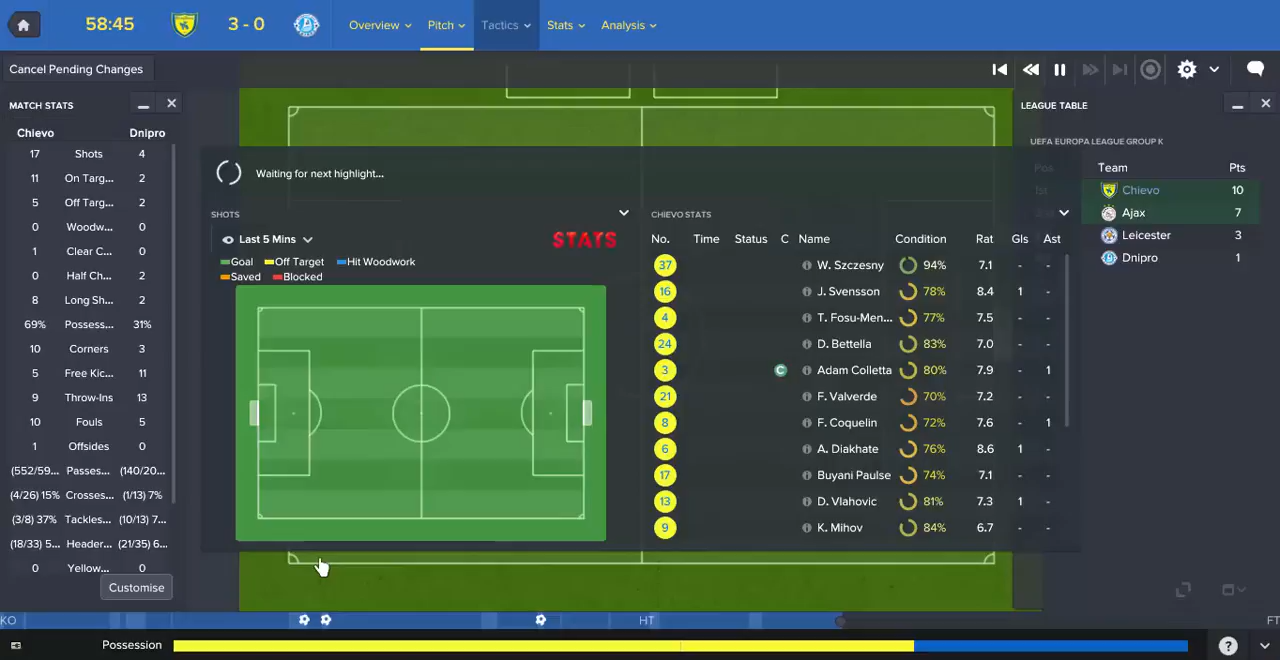 58:45 3 - 0 Overview Pitch Tactics Stats Analysis
Cancel Pending Changes
MATCH STATS
Chievo Dnipro
17 Shots 4
11 On Targ... 2
5 Off Targ... 2
0 Woodw... 0
1 Clear C... 0
0 Half Ch... 2
8 Long Sh... 2
69% Possess... 31%
10 Corners 3
5 Free Kic... 11
9 Throw-Ins 13
10 Fouls 5
1 Offsides 0
(552/59... Passes... (140/20...
(4/26) 15% Crosses... (1/13) 7%
(3/8) 37% Tackles... (10/13) 7...
(18/33) 5... Header... (21/35) 6...
0 Yellow... 0
Customise
Waiting for next highlight...
SHOTS
Last 5 Mins
STATS
Goal Off Target Hit Woodwork
Saved Blocked
CHIEVO STATS
No. Time Status C Name Condition Rat Gls Ast
37 W. Szczesny 94% 7.1 - -
16 J. Svensson 78% 8.4 1 -
4 T. Fosu-Men... 77% 7.5 - -
24 D. Bettella 83% 7.0 - -
3 C Adam Colletta 80% 7.9 - 1
21 F. Valverde 70% 7.2 - -
8 F. Coquelin 72% 7.6 - 1
6 A. Diakhate 76% 8.6 1 -
17 Buyani Paulse 74% 7.1 - -
13 D. Vlahovic 81% 7.3 1 -
9 K. Mihov 84% 6.7 - -
LEAGUE TABLE
UEFA EUROPA LEAGUE GROUP K
Pos Team Pts
1st Chievo 10
Ajax 7
Leicester 3
Dnipro 1
KO HT FT
Possession
?